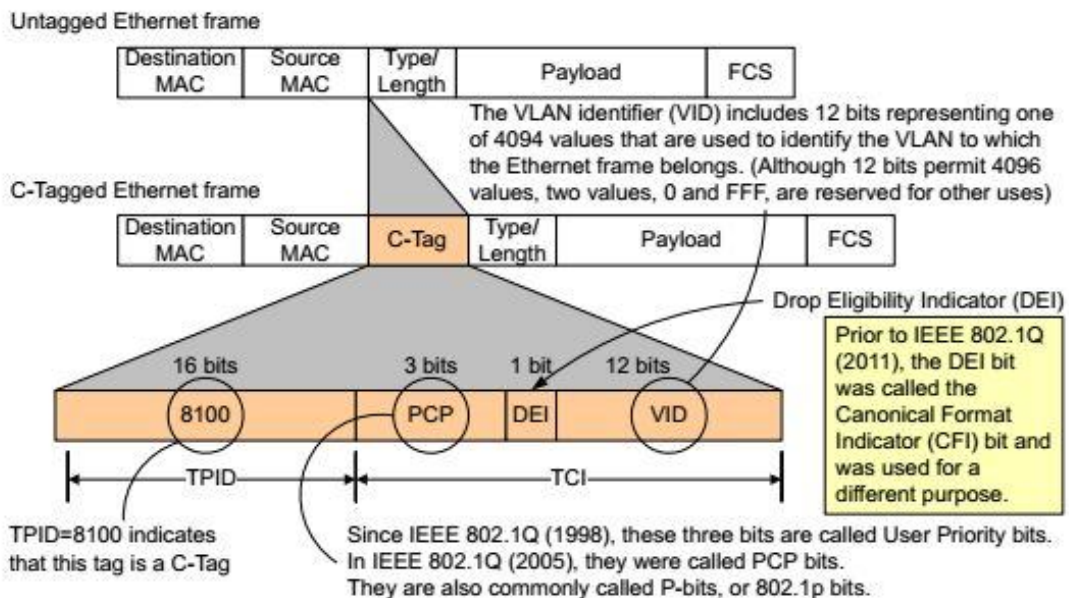 Untagged Ethernet frame
Destination MAC
Source MAC
Type/ Length
Payload
FCS
The VLAN identifier (VID) includes 12 bits representing one
of 4094 values that are used to identify the VLAN to which
the Ethernet frame belongs. (Although 12 bits permit 4096
values, two values, 0 and FFF, are reserved for other uses)
C-Tagged Ethernet frame
Destination MAC
Source MAC
C-Tag
Type/ Length
Payload
FCS
Drop Eligibility Indicator (DEI)
Prior to IEEE 802.1Q
(2011), the DEI bit
was called the
Canonical Format
Indicator (CFI) bit and
was used for a
different purpose.
16 bits
3 bits
1 bit
12 bits
8100
PCP
DEI
VID
TPID
TCI
TPID=8100 indicates
that this tag is a C-Tag
Since IEEE 802.1Q (1998), these three bits are called User Priority bits.
In IEEE 802.1Q (2005), they were called PCP bits.
They are also commonly called P-bits, or 802.1p bits.